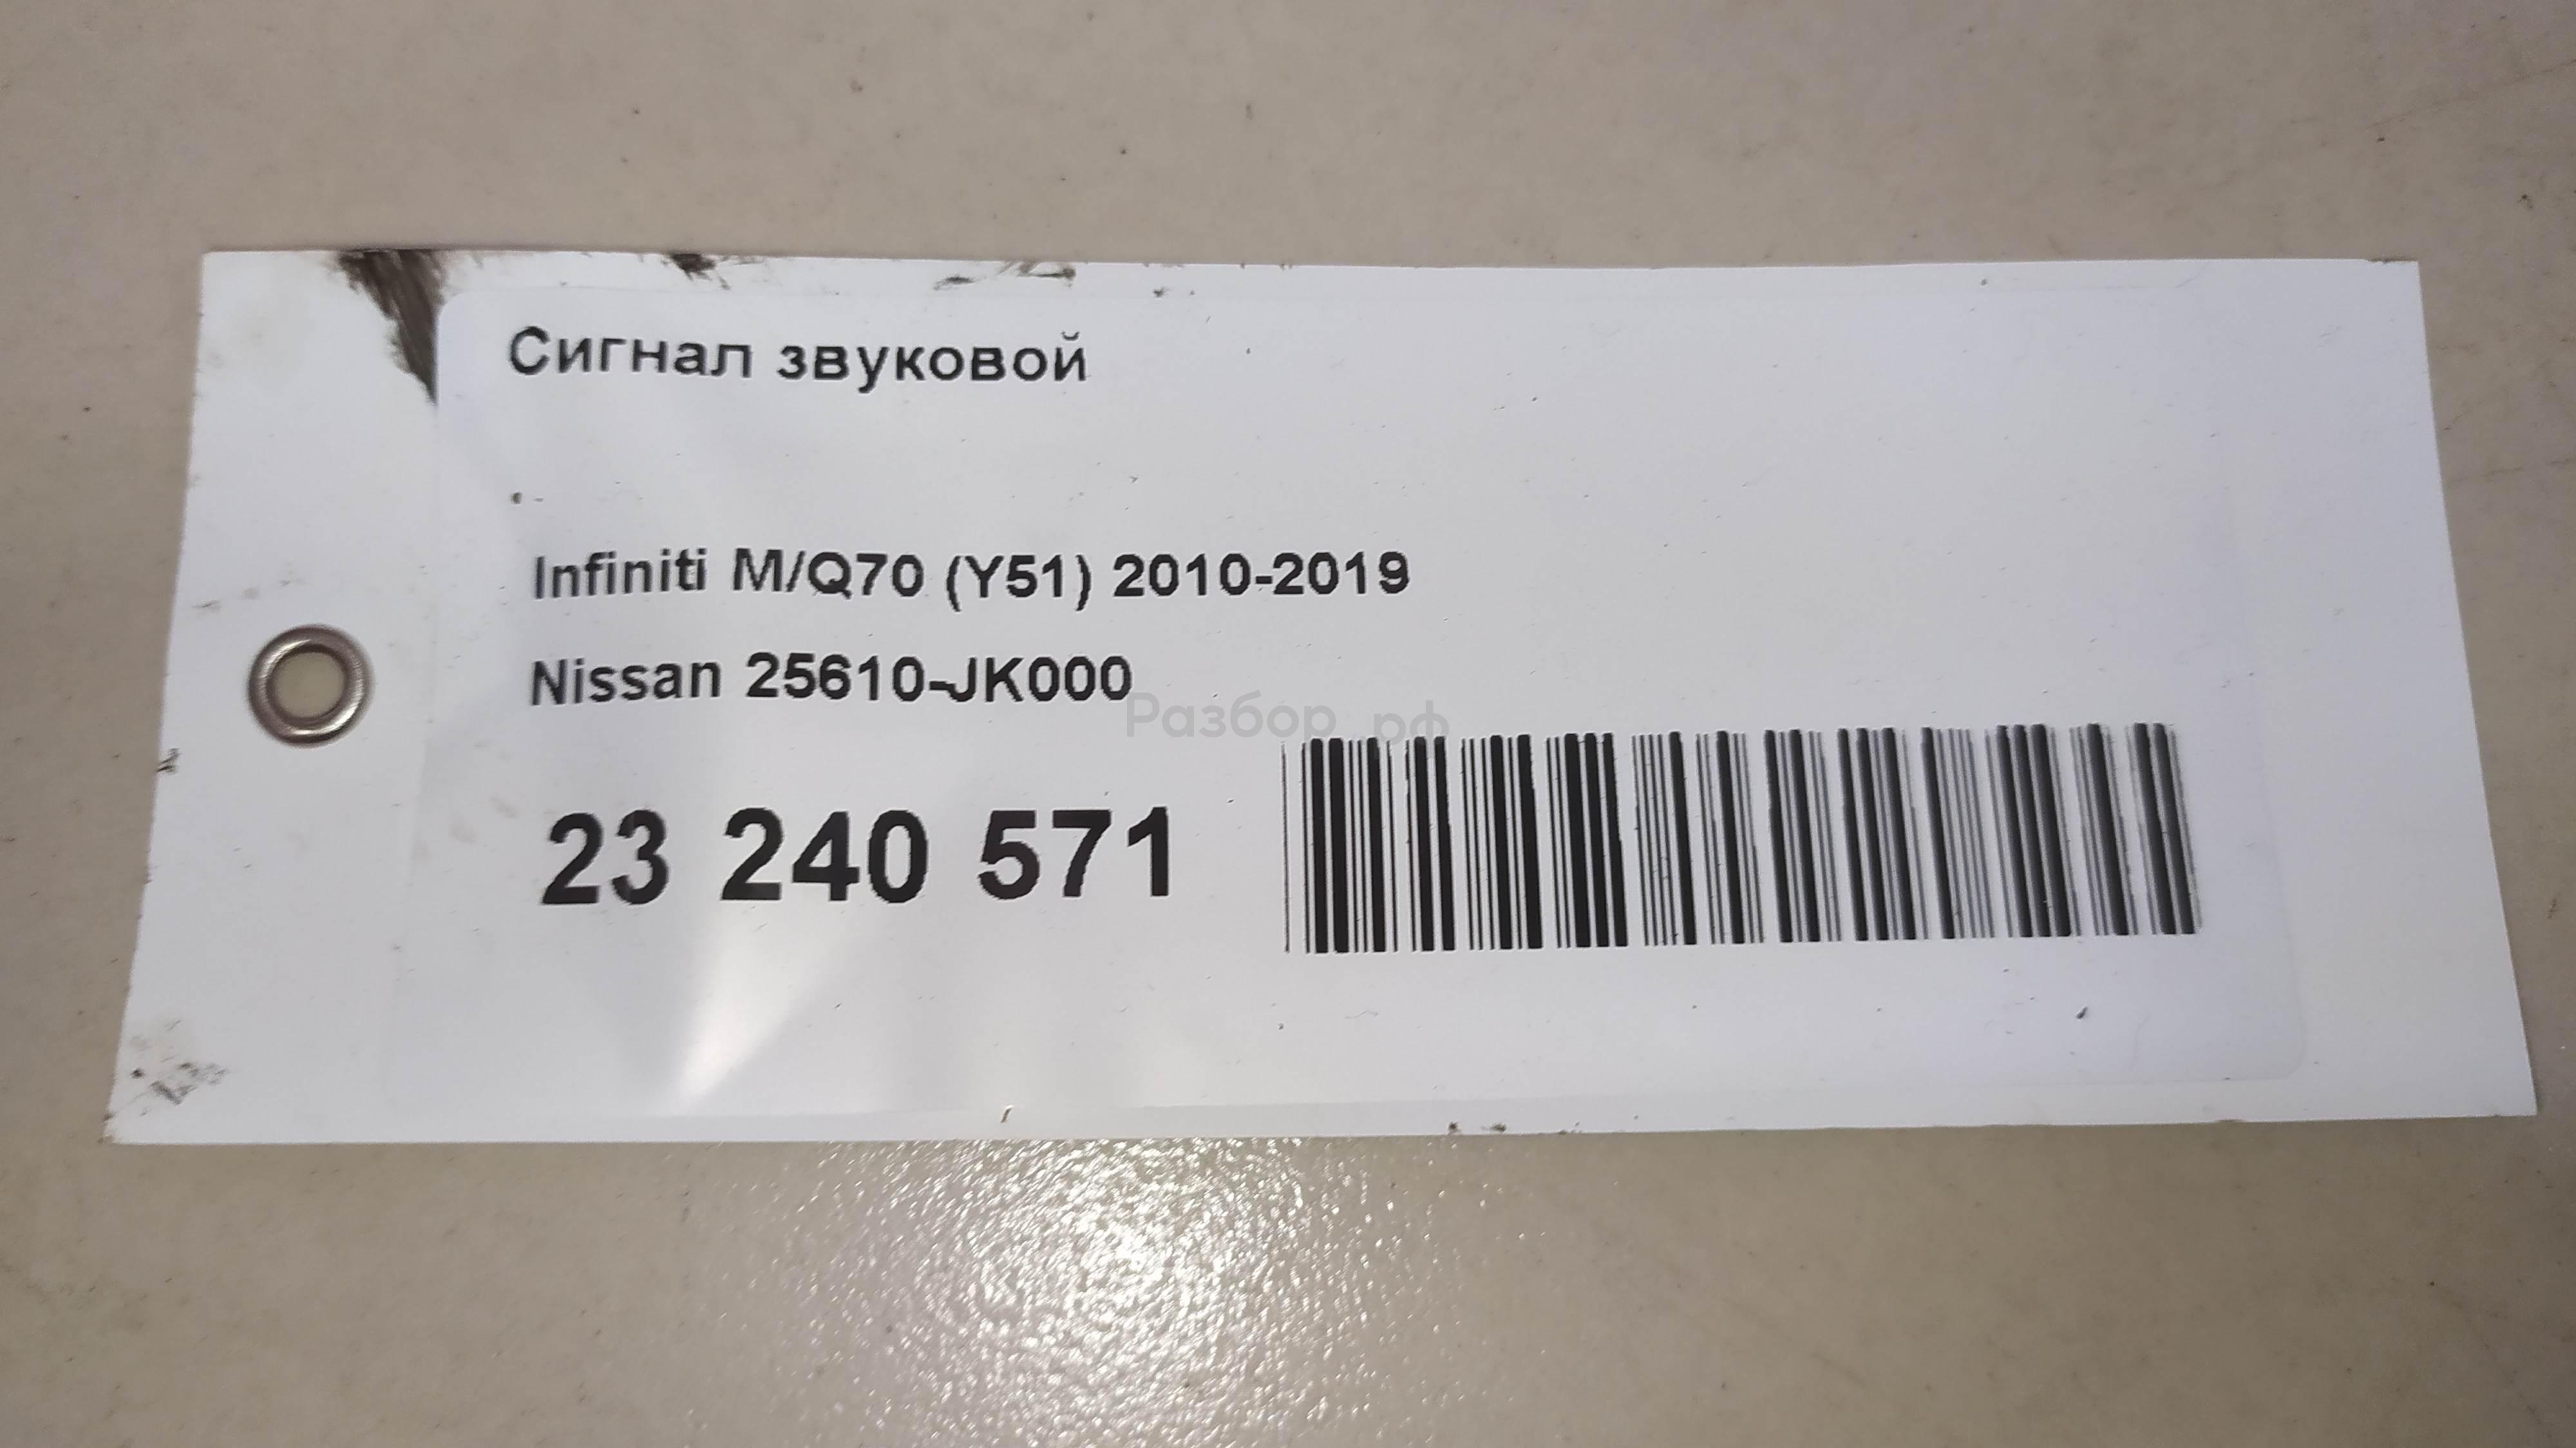 Сигнал звуковой
Infiniti M/Q70 (Y51) 2010-2019
Nissan 25610-JK000
Разбор.рф
23 240 571